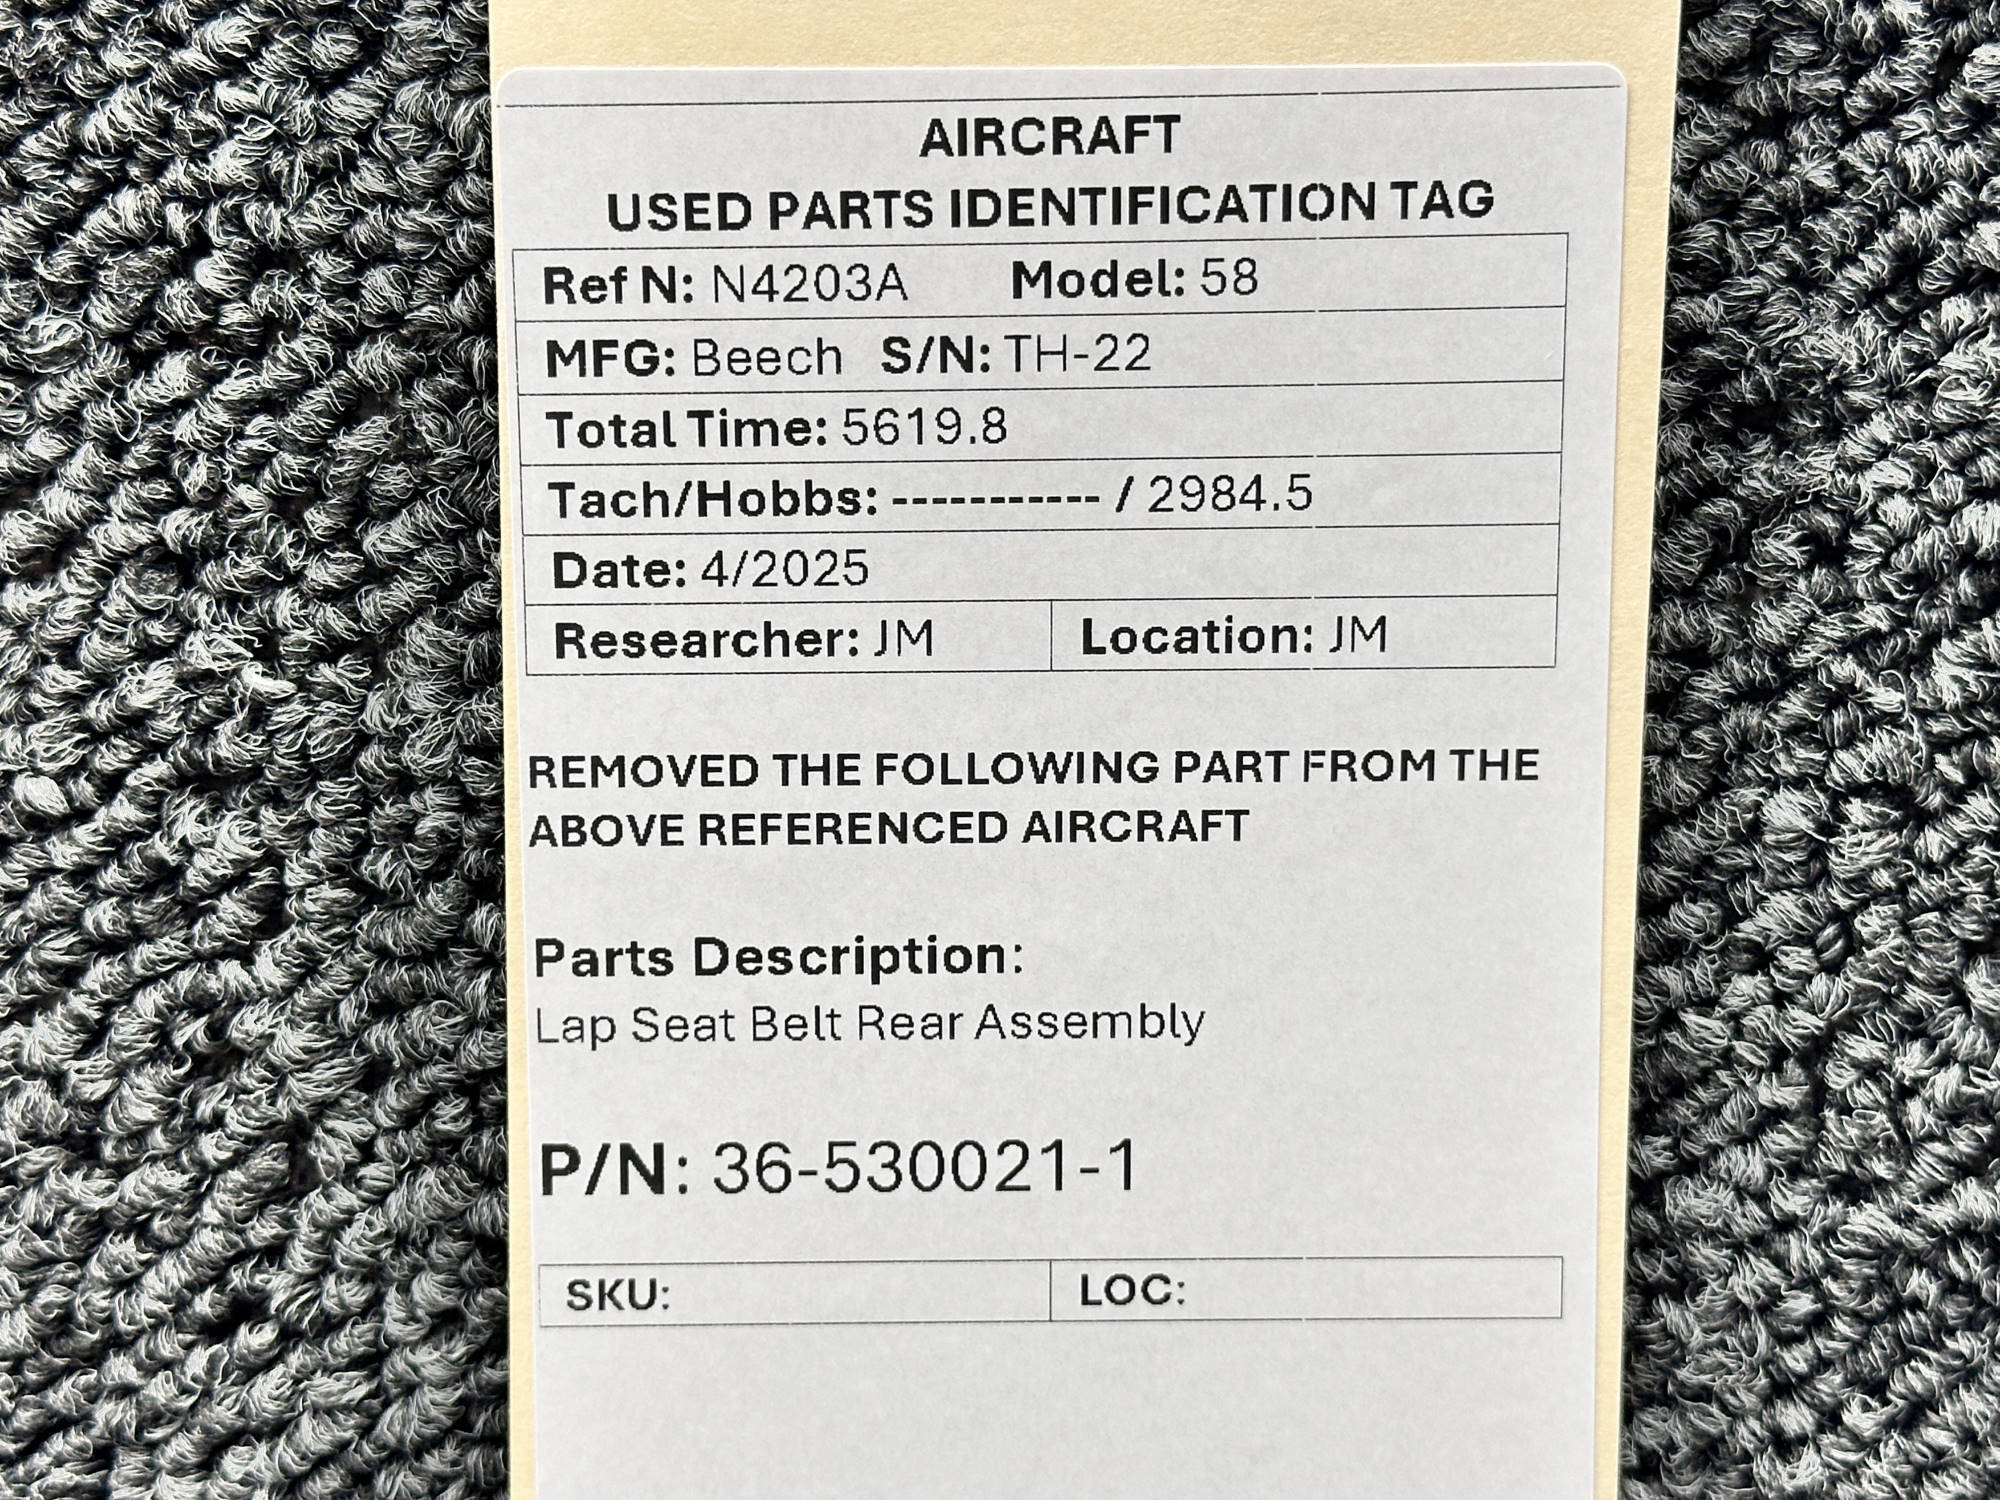 AIRCRAFT
USED PARTS IDENTIFICATION TAG
Ref N: N4203A Model: 58
MFG: Beech S/N: TH-22
Total Time: 5619.8
Tach/Hobbs: ----------- / 2984.5
Date: 4/2025
Researcher: JM Location: JM
REMOVED THE FOLLOWING PART FROM THE
ABOVE REFERENCED AIRCRAFT
Parts Description:
Lap Seat Belt Rear Assembly
P/N: 36-530021-1
SKU: LOC: